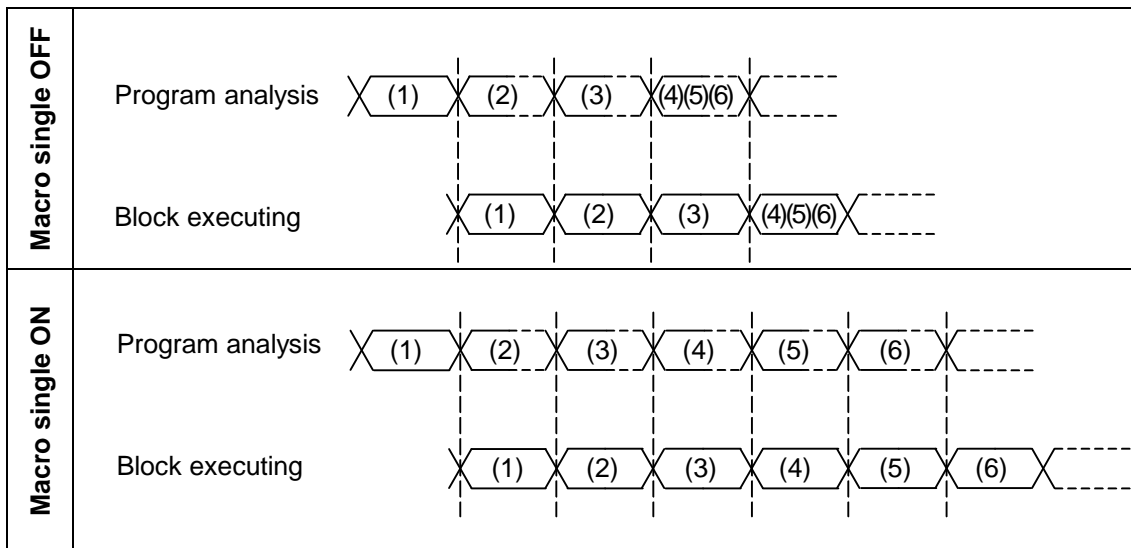 Macro single OFF
Program analysis (1) (2) (3) (4)(5)(6)
Block executing (1) (2) (3) (4)(5)(6)
Macro single ON
Program analysis (1) (2) (3) (4) (5) (6)
Block executing (1) (2) (3) (4) (5) (6)